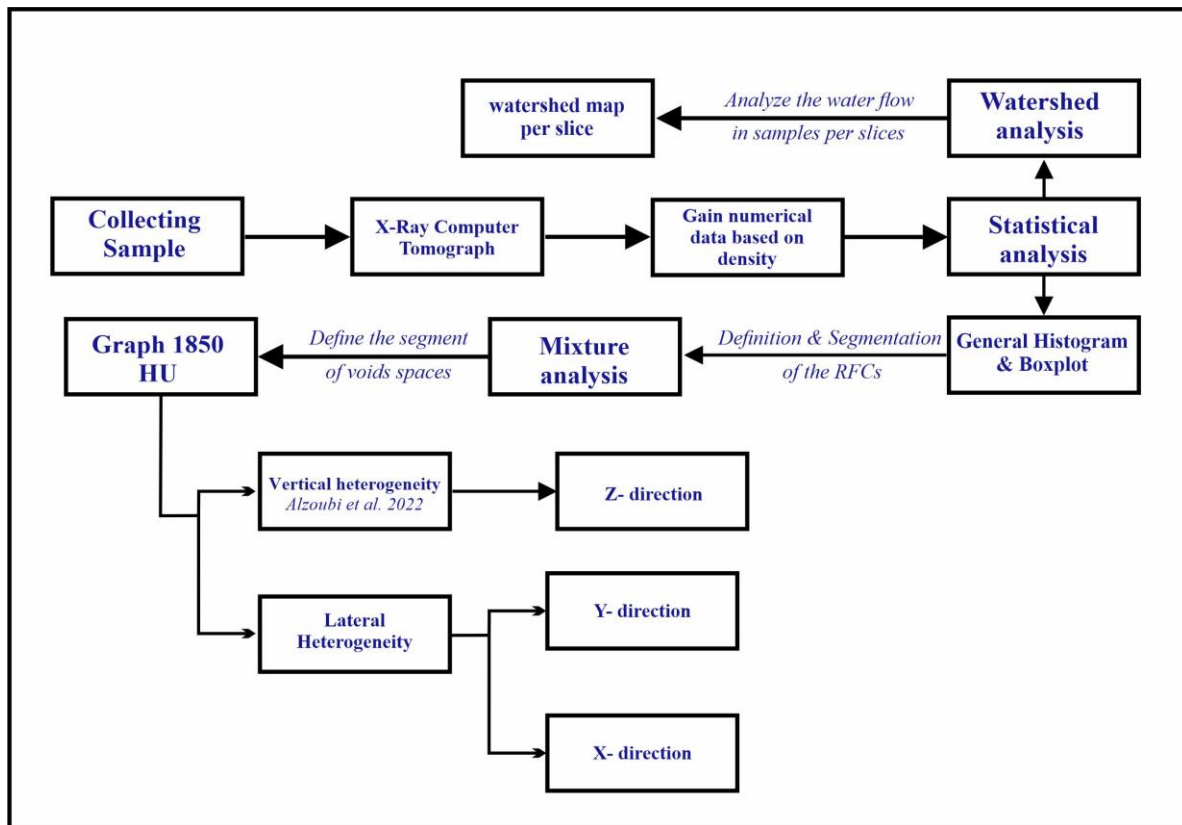 watershed map
per slice
Analyze the water flow
in samples per slices
Watershed
analysis
Collecting
Sample
X-Ray Computer
Tomograph
Gain numerical
data based on
density
Statistical
analysis
Graph 1850
HU
Define the segment
of voids spaces
Mixture
analysis
Definition & Segmentation
of the RFCs
General Histogram
& Boxplot
Vertical heterogeneity
Alzoubi et al. 2022
Z- direction
Lateral
Heterogeneity
Y- direction
X- direction